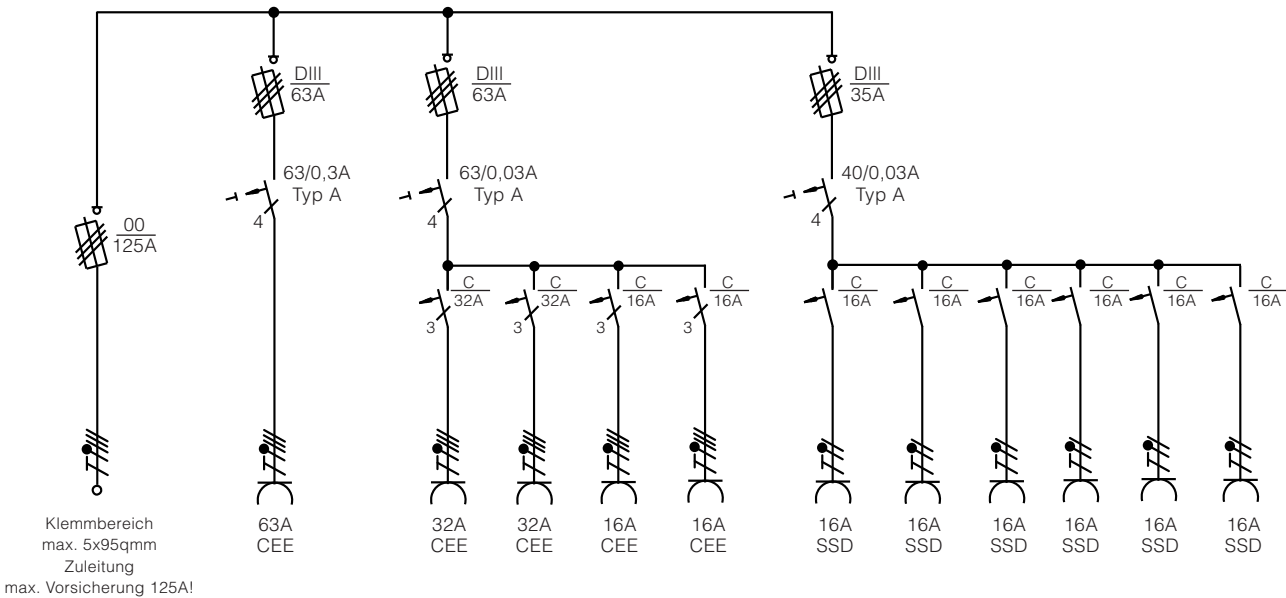 DIII
63A
DIII
63A
DIII
35A
63/0,3A
Typ A
4
63/0,03A
Typ A
4
40/0,03A
Typ A
4
00
125A
C
32A
3
C
32A
3
C
16A
3
C
16A
3
C
16A
C
16A
C
16A
C
16A
C
16A
C
16A
Klemmbereich
max. 5x95qmm
Zuleitung
max. Vorsicherung 125A!
63A
CEE
32A
CEE
32A
CEE
16A
CEE
16A
CEE
16A
SSD
16A
SSD
16A
SSD
16A
SSD
16A
SSD
16A
SSD